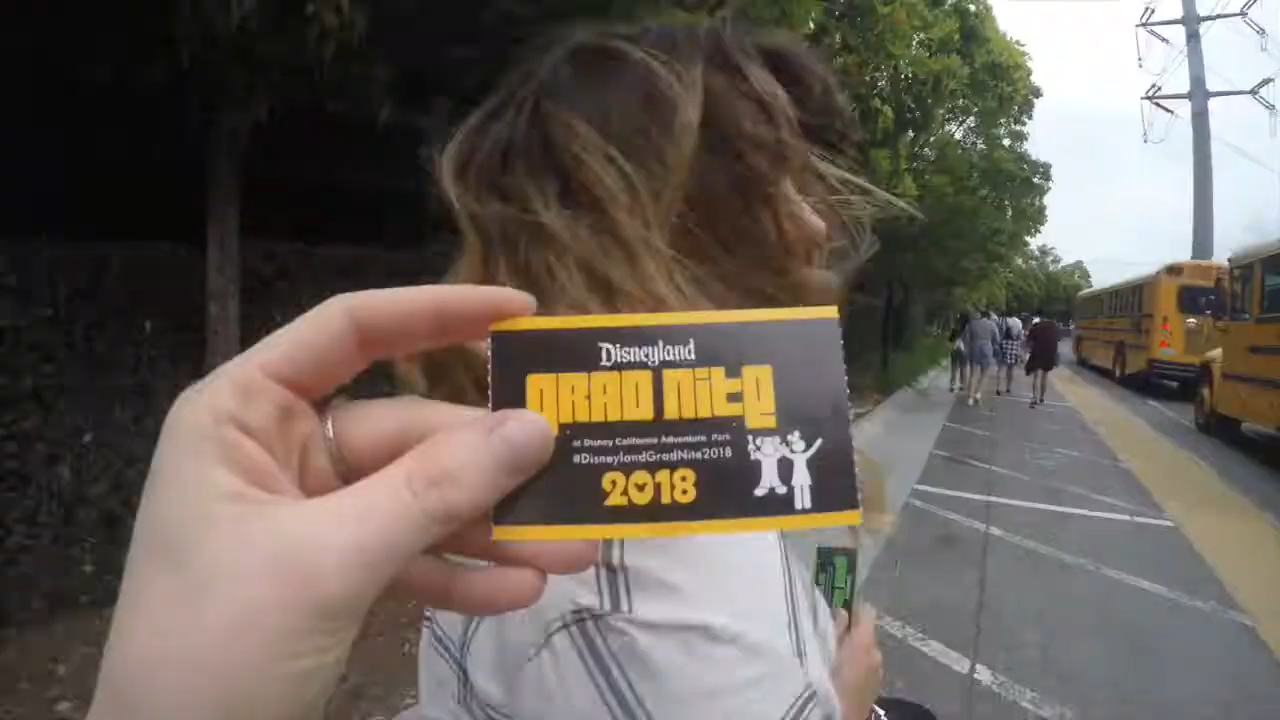 Disneyland
GRAD NitE
at Disney California Adventure Park
#DisneylandGradNite2018
2018